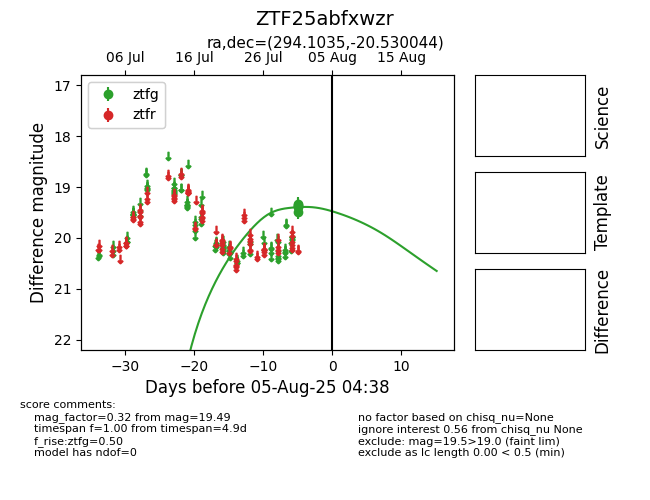 ZTF25abfxwzr
ra,dec=(294.1035,-20.530044)
06 Jul 16 Jul 26 Jul 05 Aug 15 Aug
ztfg
ztfr
17
18
19
20
21
22
Difference magnitude
−30 −20 −10 0 10
Days before 05-Aug-25 04:38
Science
Template
Difference
score comments:
mag_factor=0.32 from mag=19.49
timespan f=1.00 from timespan=4.9d
f_rise:ztfg=0.50
model has ndof=0
no factor based on chisq_nu=None
ignore interest 0.56 from chisq_nu None
exclude: mag=19.5>19.0 (faint lim)
exclude as lc length 0.00 < 0.5 (min)